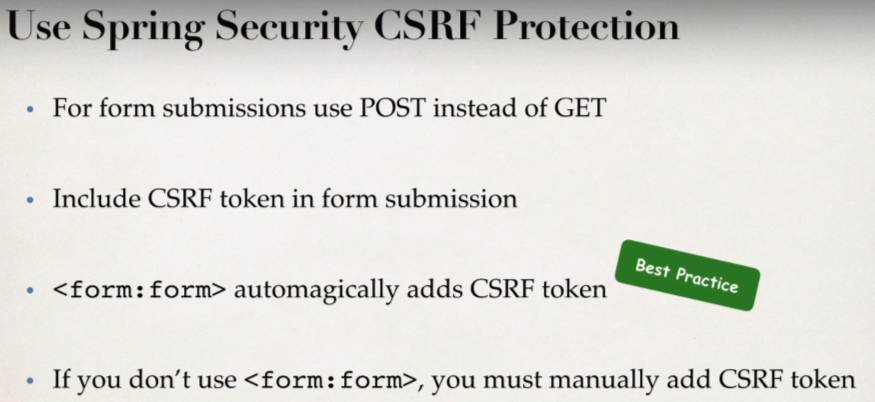 Use Spring Security CSRF Protection
• For form submissions use POST instead of GET
• Include CSRF token in form submission
• <form:form> automagically adds CSRF token
Best Practice
• If you don't use <form:form>, you must manually add CSRF token